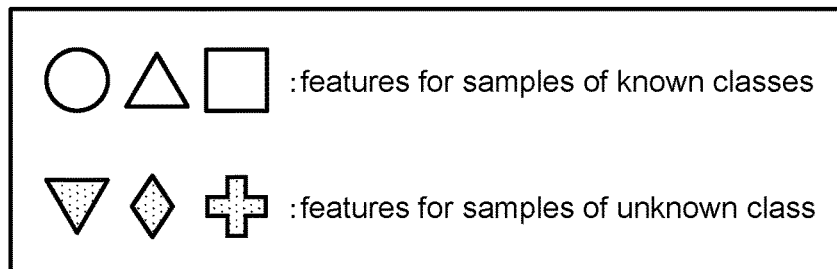 :features for samples of known classes
:features for samples of unknown class